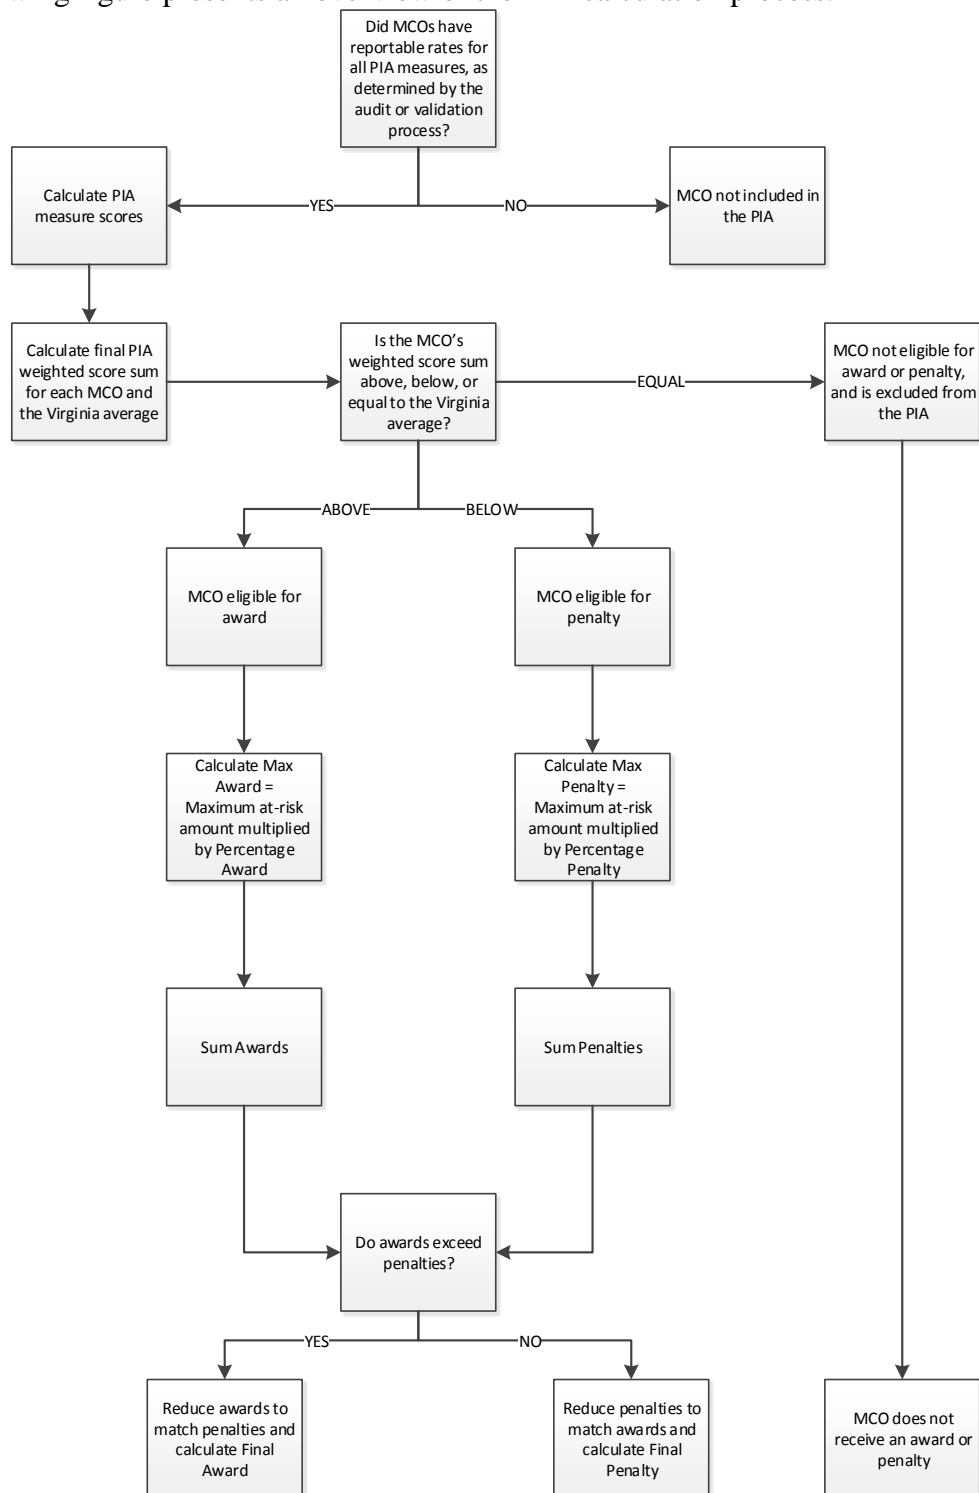 Did MCOs have
reportable rates for
all PIA measures, as
determined by the
audit or validation
process?
Calculate PIA
measure scores
YES
NO
MCO not included in
the PIA
Calculate final PIA
weighted score sum
for each MCO and
the Virginia average
Is the MCO’s
weighted score sum
above, below, or
equal to the Virginia
average?
EQUAL
MCO not eligible for
award or penalty,
and is excluded from
the PIA
ABOVE
BELOW
MCO eligible for
award
MCO eligible for
penalty
Calculate Max
Award =
Maximum at-risk
amount multiplied
by Percentage
Award
Calculate Max
Penalty =
Maximum at-risk
amount multiplied
by Percentage
Penalty
Sum Awards
Sum Penalties
Do awards exceed
penalties?
YES
NO
Reduce awards to
match penalties and
calculate Final
Award
Reduce penalties to
match awards and
calculate Final
Penalty
MCO does not
receive an award or
penalty